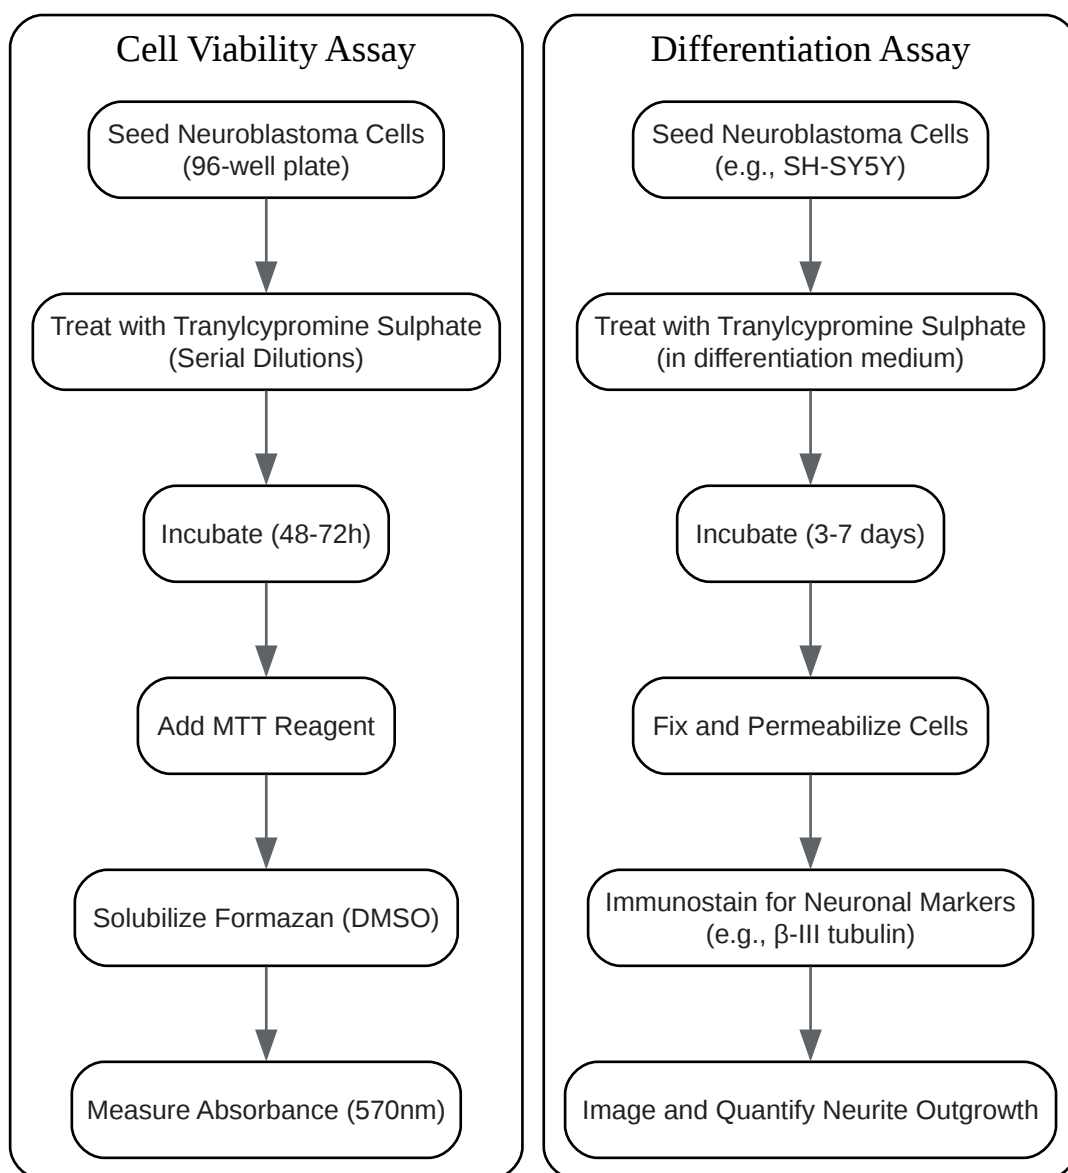 Cell Viability Assay
Seed Neuroblastoma Cells
(96-well plate)
Treat with Tranylcypromine Sulphate
(Serial Dilutions)
Incubate (48-72h)
Add MTT Reagent
Solubilize Formazan (DMSO)
Measure Absorbance (570nm)
Differentiation Assay
Seed Neuroblastoma Cells
(e.g., SH-SY5Y)
Treat with Tranylcypromine Sulphate
(in differentiation medium)
Incubate (3-7 days)
Fix and Permeabilize Cells
Immunostain for Neuronal Markers
(e.g., β-III tubulin)
Image and Quantify Neurite Outgrowth